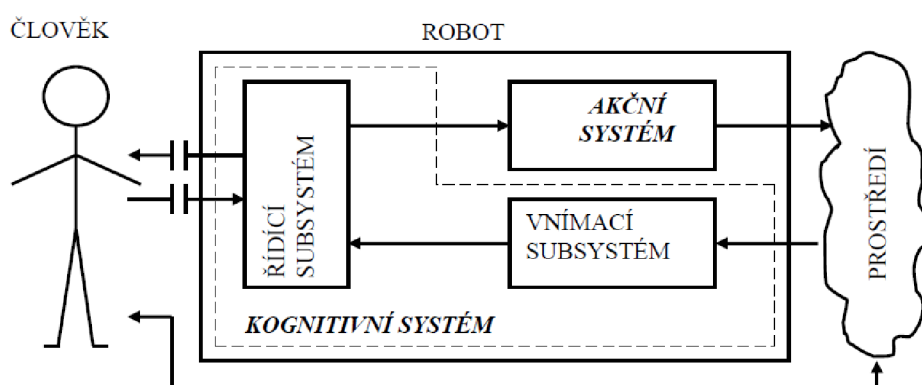 ČLOVĚK
ROBOT
ŘÍDÍCÍ
SUBSYSTÉM
AKČNÍ
SYSTÉM
VNÍMACÍ
SUBSYSTÉM
KOGNITIVNÍ SYSTÉM
PROSTŘEDÍ